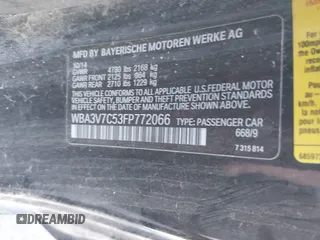 MFD BY BAYERISCHE MOTOREN WERKE AG
10/14
GVWR 4780 lbs 2168 kg
GAWR FRONT 2125 lbs 964 kg
GAWR REAR 2710 lbs 1229 kg
THIS VEHICLE CONFORMS TO ALL APPLICABLE
U.S. FEDERAL MOTOR VEHICLE SAFETY, BUMPER
AND THEFT PREVENTION STANDARDS IN EFFECT
ON THE DATE OF MANUFACTURE SHOWN ABOVE.
WBA3V7C53FP772066
TYPE: PASSENGER CAR
668/9
7 315 814
For
100mph
DREAMBID